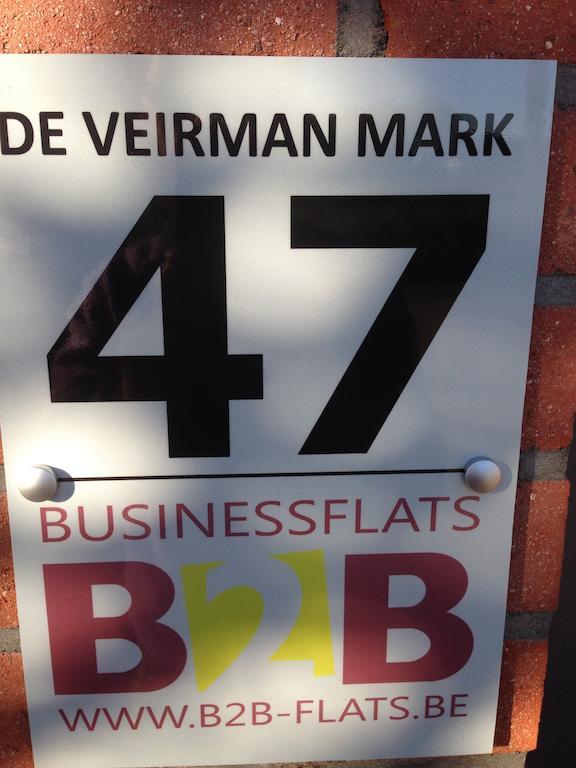 DE VEIRMAN MARK
47
BUSINESSFLATS
B2B
WWW.B2B-FLATS.BE